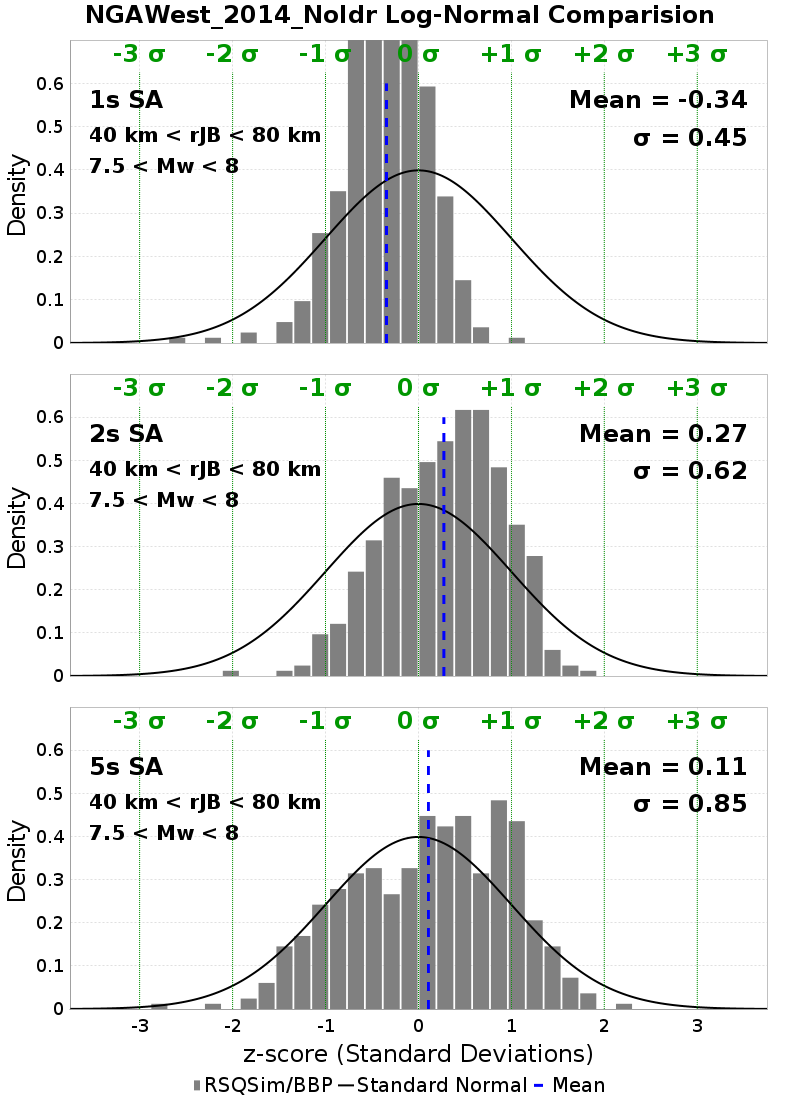 NGAWest_2014_NoIdr Log-Normal Comparision
-3 σ -2 σ -1 σ 0 σ +1 σ +2 σ +3 σ
0.6
1s SA Mean = -0.34
0.5
40 km < rJB < 80 km σ = 0.45
7.5 < Mw < 8
0.4
0.3
0.2
0.1
0
Density
-3 σ -2 σ -1 σ 0 σ +1 σ +2 σ +3 σ
0.6
2s SA Mean = 0.27
0.5
40 km < rJB < 80 km σ = 0.62
7.5 < Mw < 8
0.4
0.3
0.2
0.1
0
Density
-3 σ -2 σ -1 σ 0 σ +1 σ +2 σ +3 σ
0.6
5s SA Mean = 0.11
0.5
40 km < rJB < 80 km σ = 0.85
7.5 < Mw < 8
0.4
0.3
0.2
0.1
0
Density
-3 -2 -1 0 1 2 3
z-score (Standard Deviations)
RSQSim/BBP Standard Normal Mean